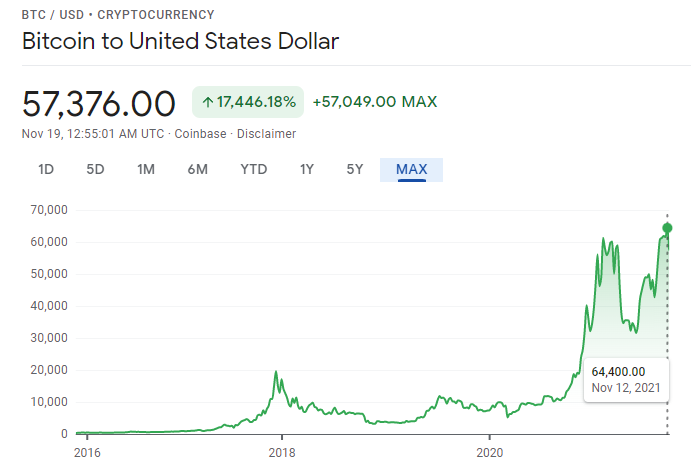 BTC / USD • CRYPTOCURRENCY
Bitcoin to United States Dollar
57,376.00 ↑ 17,446.18% +57,049.00 MAX
Nov 19, 12:55:01 AM UTC · Coinbase · Disclaimer
1D 5D 1M 6M YTD 1Y 5Y MAX
70,000
60,000
50,000
40,000
30,000
20,000
10,000
0
64,400.00
Nov 12, 2021
2016 2018 2020